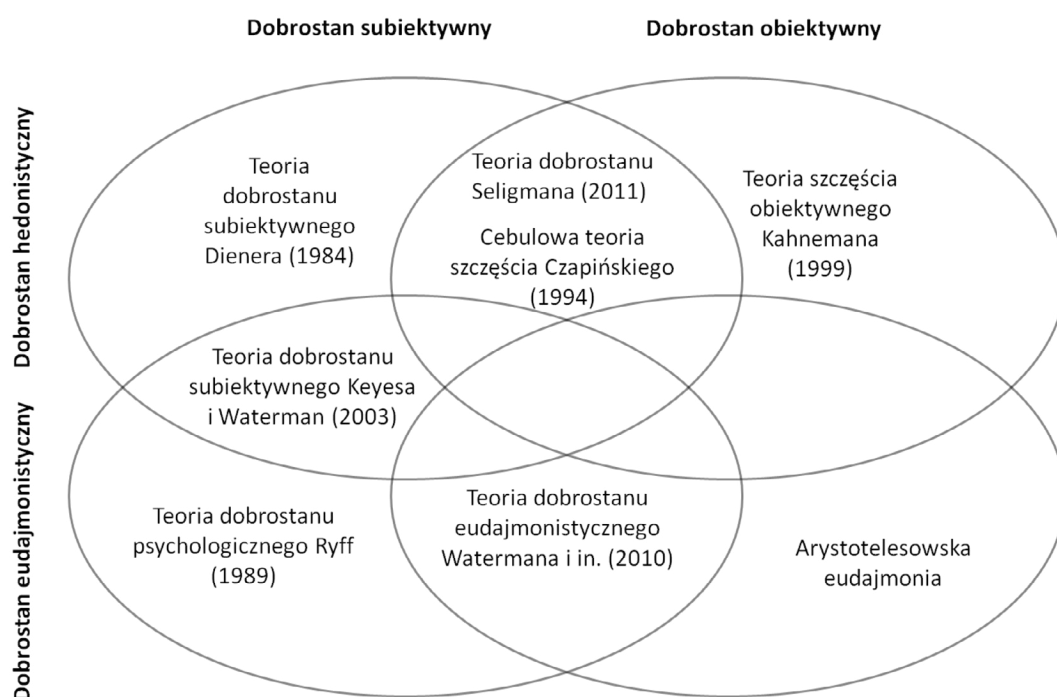 Dobrostan subiektywny
Dobrostan obiektywny
Dobrostan hedonistyczny
Teoria
dobrostanu
subiektywnego
Dienera (1984)
Teoria dobrostanu
Seligmana (2011)
Cebulowa teoria
szczęścia Czapińskiego
(1994)
Teoria szczęścia
obiektywnego
Kahnemana
(1999)
Teoria dobrostanu
subiektywnego Keyesa
i Waterman (2003)
Dobrostan eudajmonistyczny
Teoria dobrostanu
psychologicznego Ryff
(1989)
Teoria dobrostanu
eudajmonistycznego
Watermana i in. (2010)
Arystotelesowska
eudajmonia